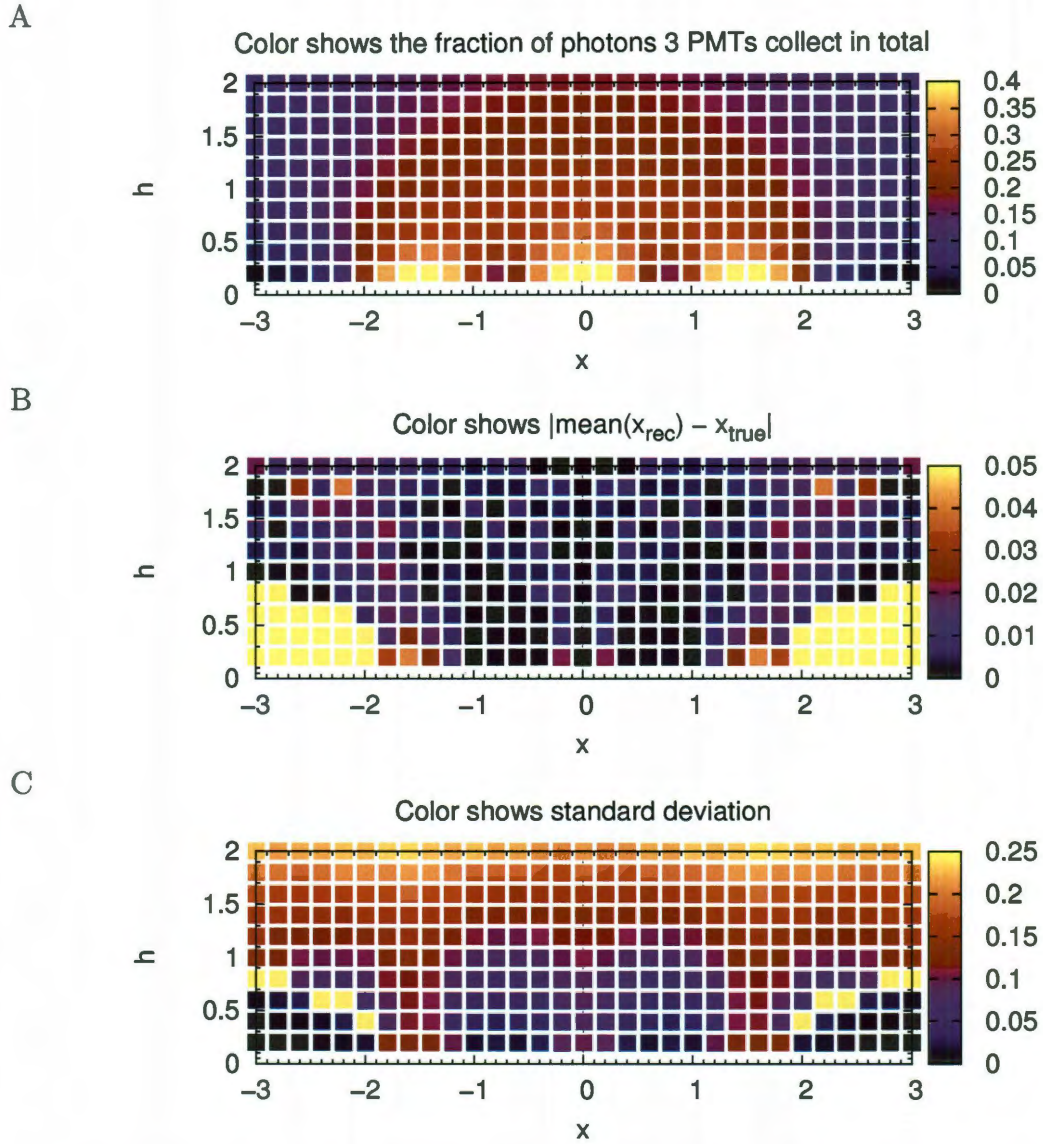 A
Color shows the fraction of photons 3 PMTs collect in total
2
1.5
1
0.5
0
h
−3 −2 −1 0 1 2 3
x
0.4
0.35
0.3
0.25
0.2
0.15
0.1
0.05
0
B
Color shows |mean(x_rec) − x_true|
2
1.5
1
0.5
0
h
−3 −2 −1 0 1 2 3
x
0.05
0.04
0.03
0.02
0.01
0
C
Color shows standard deviation
2
1.5
1
0.5
0
h
−3 −2 −1 0 1 2 3
x
0.25
0.2
0.15
0.1
0.05
0